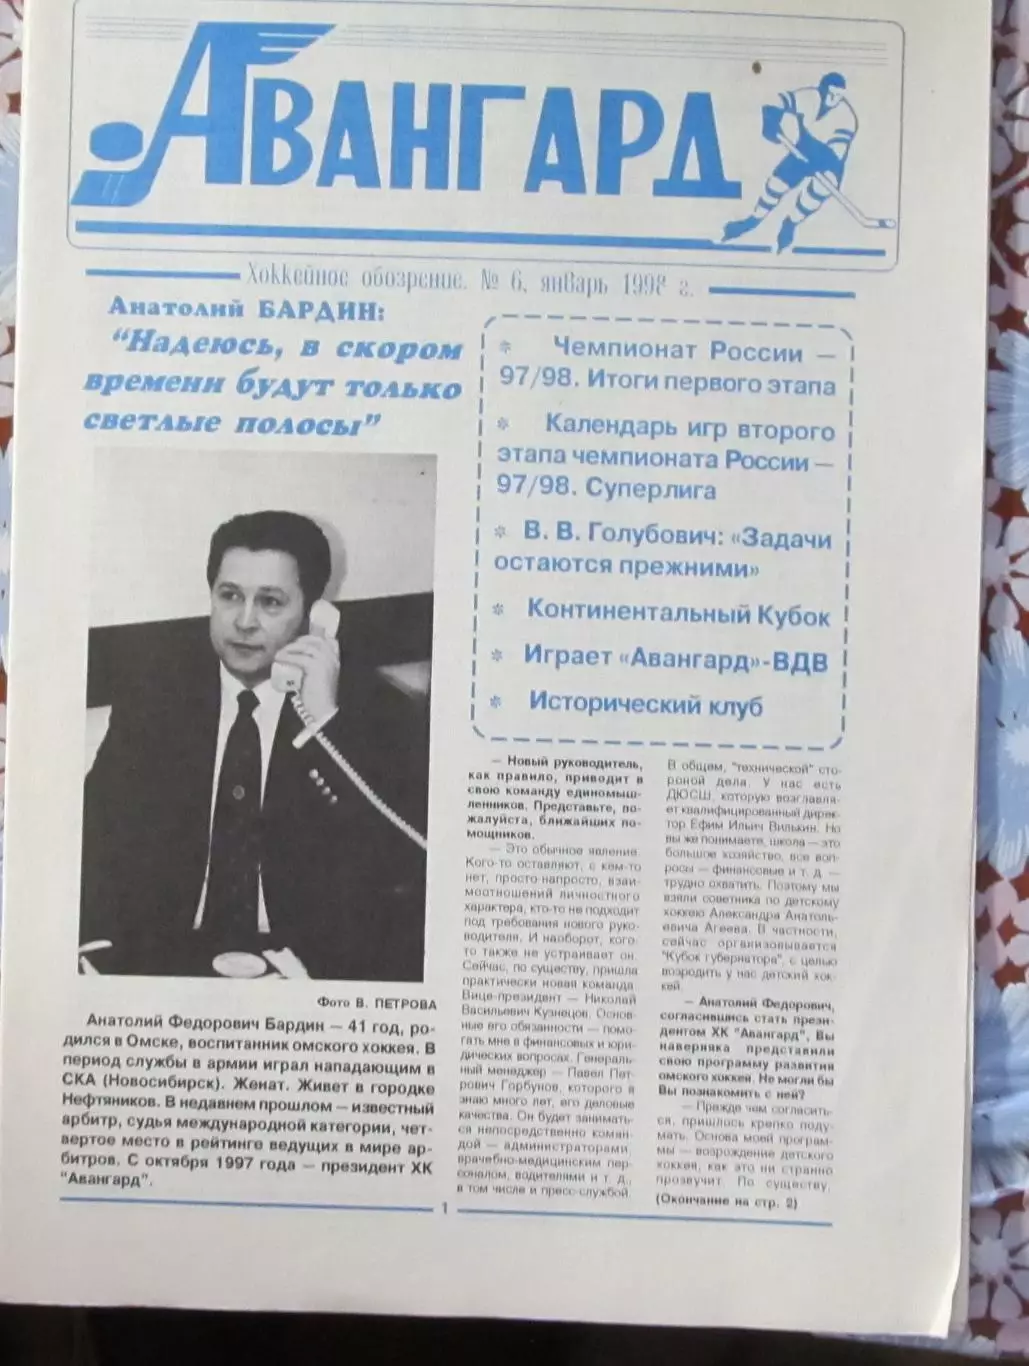 АВАНГАРД
Хоккейное обозрение. № 6, январь 1998 г.
Анатолий БАРДИН:
"Надеюсь, в скором
времени будут только
светлые полосы"
* Чемпионат России —
97/98. Итоги первого этапа
* Календарь игр второго
этапа чемпионата России —
97/98. Суперлига
* В. В. Голубович: «Задачи
остаются прежними»
* Континентальный Кубок
* Играет «Авангард»-ВДВ
* Исторический клуб
Фото В. ПЕТРОВА
Анатолий Федорович Бардин — 41 год, ро-
дился в Омске, воспитанник омского хоккея. В
период службы в армии играл нападающим в
СКА (Новосибирск). Женат. Живет в городке
Нефтяников. В недавнем прошлом — известный
арбитр, судья международной категории, чет-
вертое место в рейтинге ведущих в мире ар-
битров. С октября 1997 года — президент ХК
"Авангард".
— Новый руководитель,
как правило, приводит в
свою команду единомыш-
ленников. Представьте, по-
жалуйста, ближайших по-
мощников.
— Это обычное явление.
Кого-то оставляют, с кем-то
нет, просто-напросто, взаи-
моотношений личностного
характера, кто-то не подходит
под требования нового руко-
водителя. И наоборот, кого-
то также не устраивает он.
Сейчас, по существу, пришла
практически новая команда.
Вице-президент — Николай
Васильевич Кузнецов. Основ-
ные его обязанности — помо-
гать мне в финансовых и юри-
дических вопросах. Генераль-
ный менеджер — Павел Пет-
рович Горбунов, которого я
знаю много лет, его деловые
качества. Он будет занимать-
ся непосредственно коман-
дой — администраторами,
врачебно-медицинским пер-
соналом, водителями и т. д.,
в том числе и пресс-службой.
В общем, "технической" сто-
роной дела. У нас есть
ДЮСШ, которую возглавля-
ет квалифицированный дирек-
тор Ефим Ильич Вилькин. Но
вы же понимаете, школа — это
большое хозяйство, все воп-
росы — финансовые и т. д. —
трудно охватить. Поэтому мы
взяли советника по детскому
хоккею Александра Анатоль-
евича Агеева. В частности,
сейчас организовывается
"Кубок губернатора", с целью
возродить у нас детский хок-
кей.
— Анатолий Федорович,
согласившись стать прези-
дентом ХК "Авангард", Вы
наверняка представили
свою программу развития
омского хоккея. Не могли бы
Вы познакомить с ней?
— Прежде чем согласить-
ся, пришлось крепко поду-
мать. Основа моей програм-
мы — возрождение детского
хоккея, как это ни странно
прозвучит. По существу,
(Окончание на стр. 2)
1